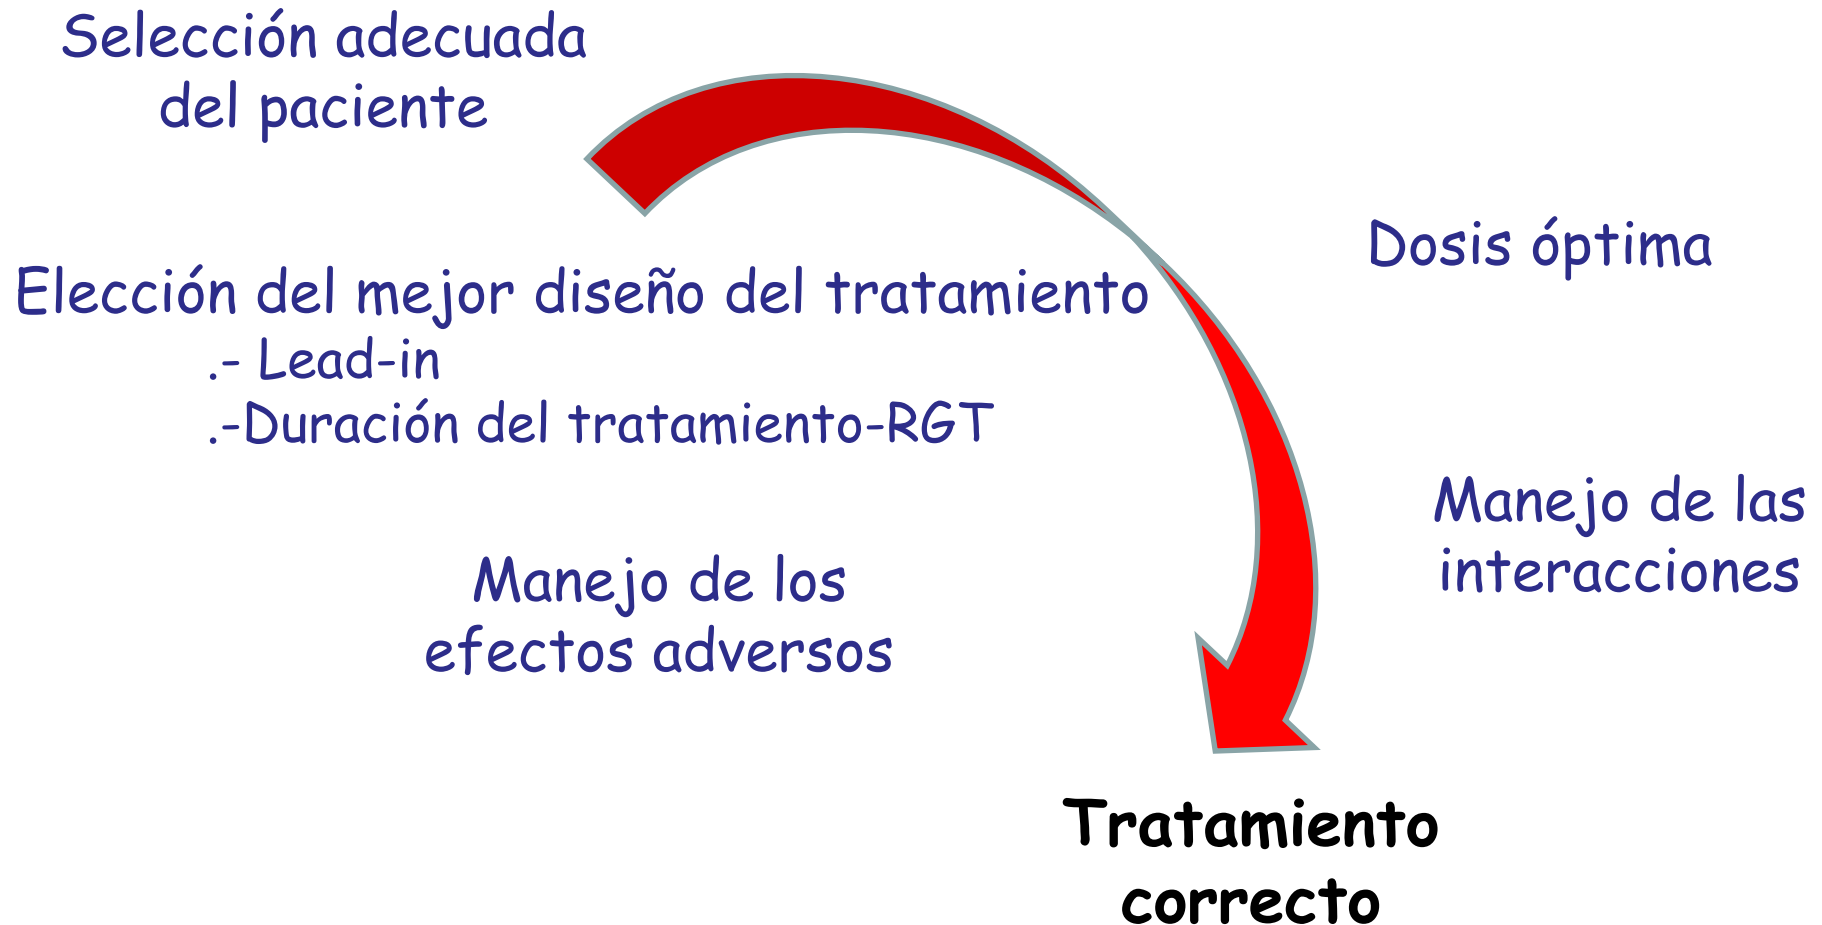 Selección adecuada
del paciente
Elección del mejor diseño del tratamiento
.- Lead-in
.-Duración del tratamiento-RGT
Manejo de los
efectos adversos
Dosis óptima
Manejo de las
interacciones
Tratamiento
correcto